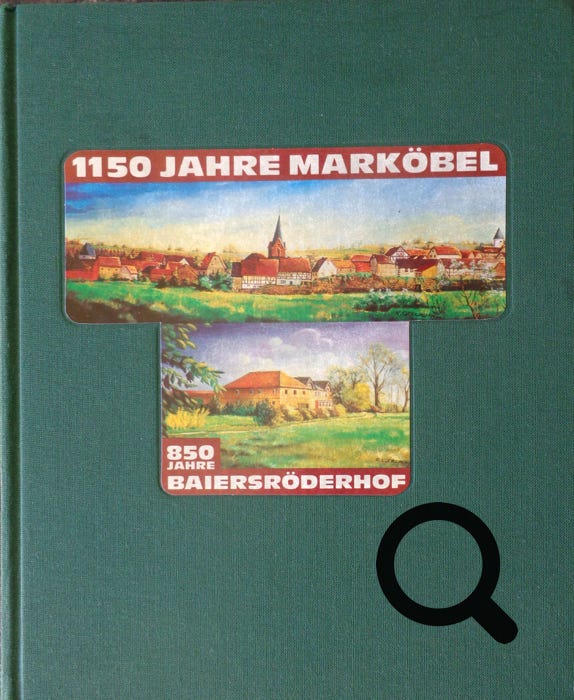 1150 JAHRE MARKÖBEL
850
JAHRE
BAIERSRÖDERHOF